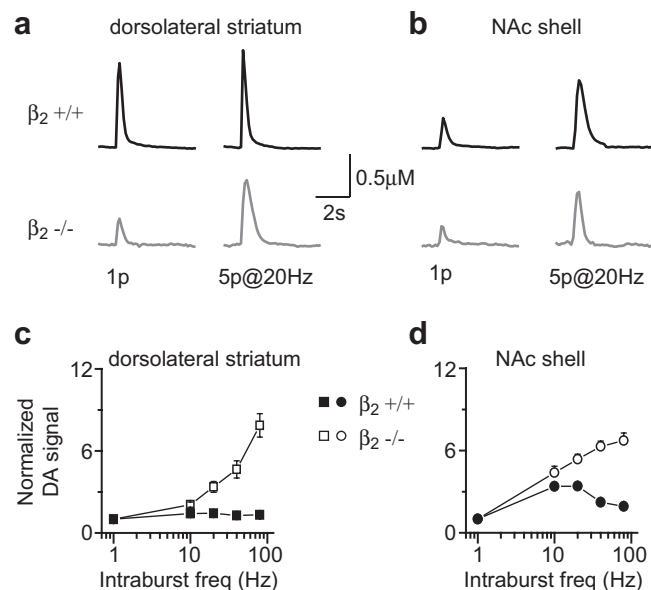 a
dorsolateral striatum
b
NAc shell
β2 +/+
0.5μM
2s
β2 -/-
1p
5p@20Hz
1p
5p@20Hz
c
dorsolateral striatum
d
NAc shell
Normalized
DA signal
12
6
0
1
10
100
Intraburst freq (Hz)
β2 +/+
β2 -/-
12
6
0
1
10
100
Intraburst freq (Hz)